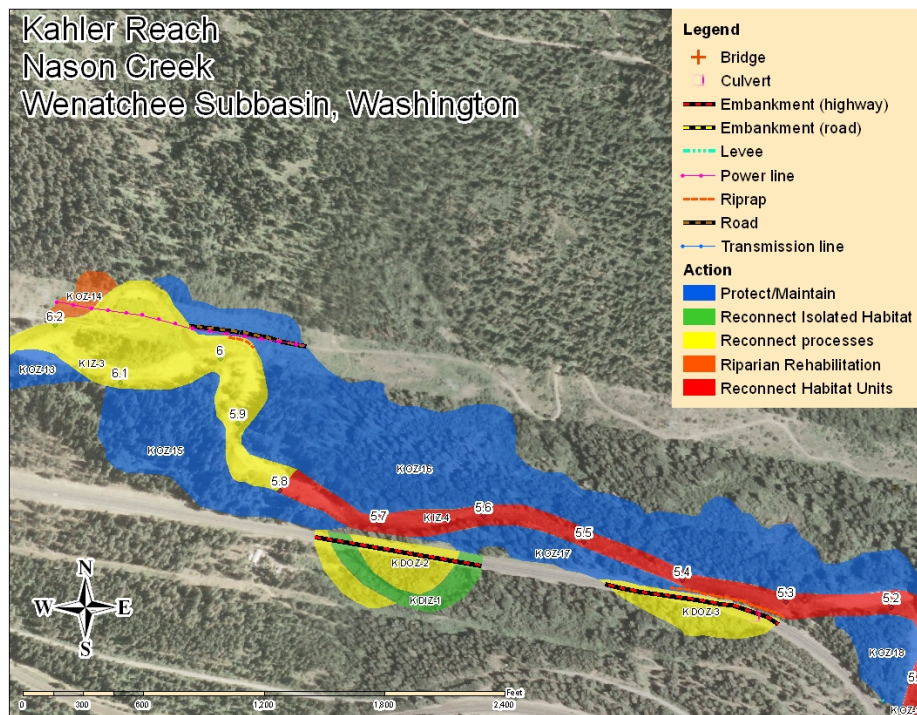 Kahler Reach
Nason Creek
Wenatchee Subbasin, Washington
Legend
Bridge
Culvert
Embankment (highway)
Embankment (road)
Levee
Power line
Riprap
Road
Transmission line
Action
Protect/Maintain
Reconnect Isolated Habitat
Reconnect processes
Riparian Rehabilitation
Reconnect Habitat Units
KOZ-14
6.2
6
KIZ-3
KOZ-13
6.1
5.9
KOZ-15
KOZ-16
5.8
5.7
KIZ-4
5.6
5.5
KOZ-17
5.4
KDOZ-2
5.3
5.2
KDIZ-1
KDOZ-3
KOZ-18
N
W E
S
Feet
0 300 600 1,200 1,800 2,400